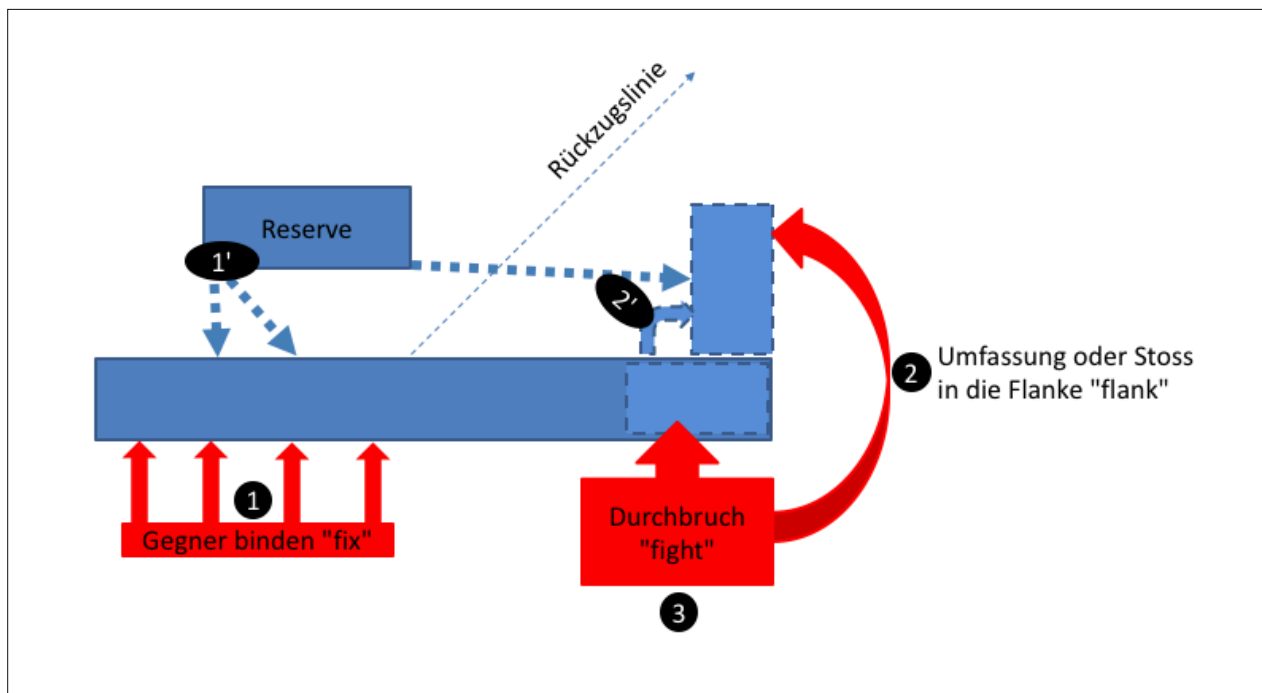 Rückzugslinie
Reserve
1'
2'
2
Umfassung oder Stoss
in die Flanke "flank"
1
Gegner binden "fix"
Durchbruch
"fight"
3